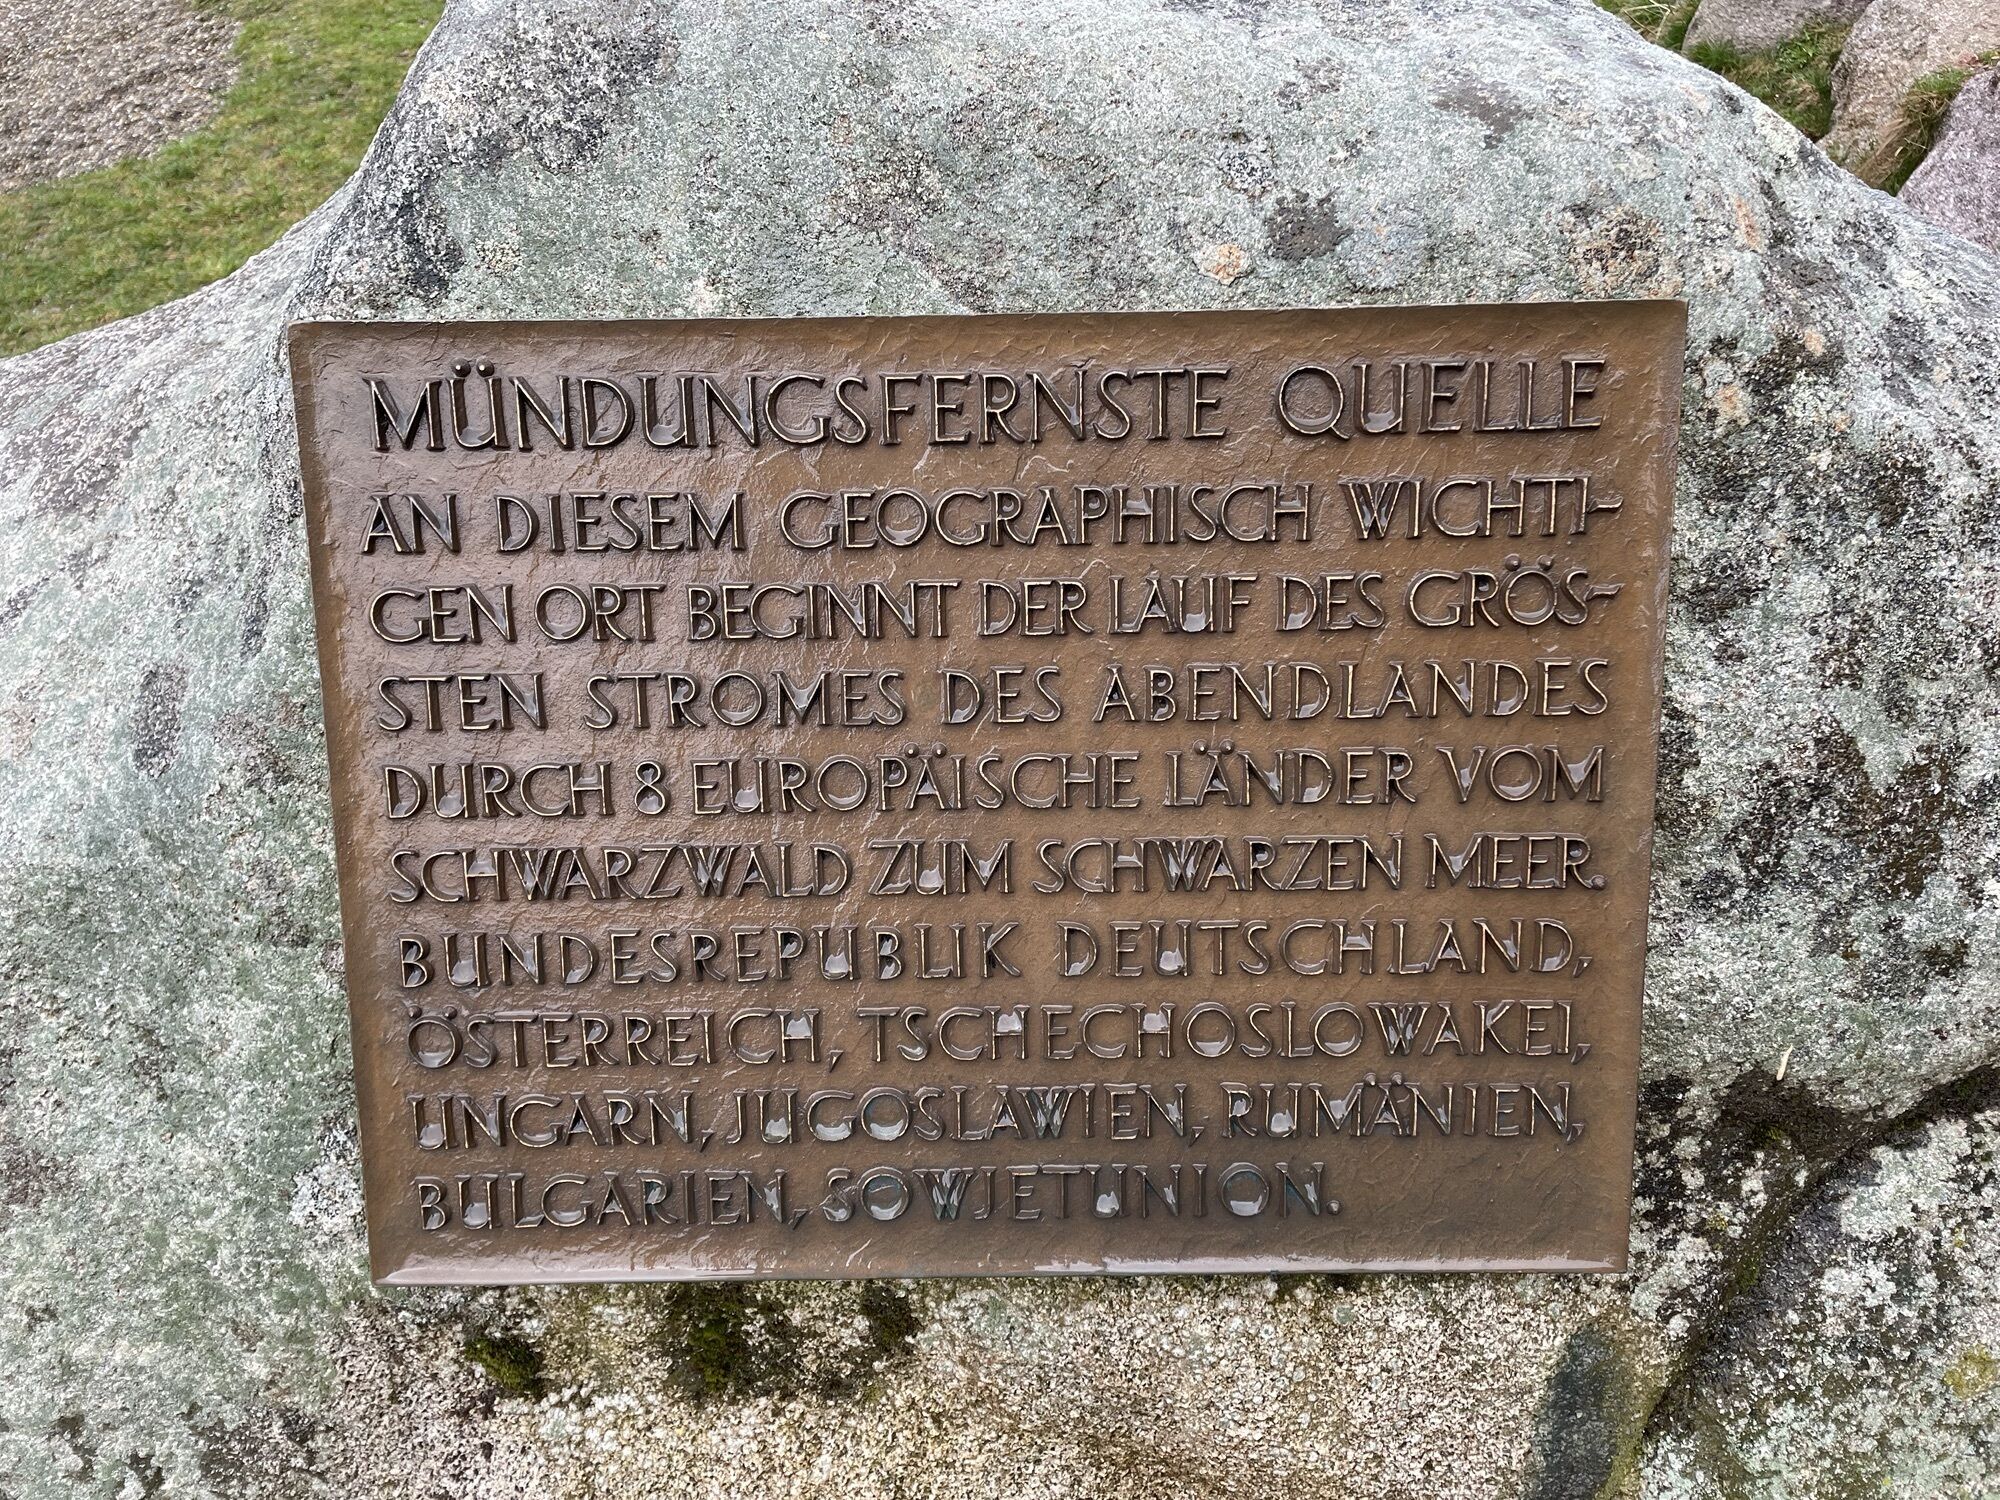 MÜNDUNGSFERNSTE QUELLE
AN DIESEM GEOGRAPHISCH WICHTI-
GEN ORT BEGINNT DER LAUF DES GRÖS-
STEN STROMES DES ABENDLANDES
DURCH 8 EUROPÄISCHE LÄNDER VOM
SCHWARZWALD ZUM SCHWARZEN MEER.
BUNDESREPUBLIK DEUTSCHLAND,
ÖSTERREICH, TSCHECHOSLOWAKEI,
UNGARN, JUGOSLAWIEN, RUMÄNIEN,
BULGARIEN, SOWJETUNION.